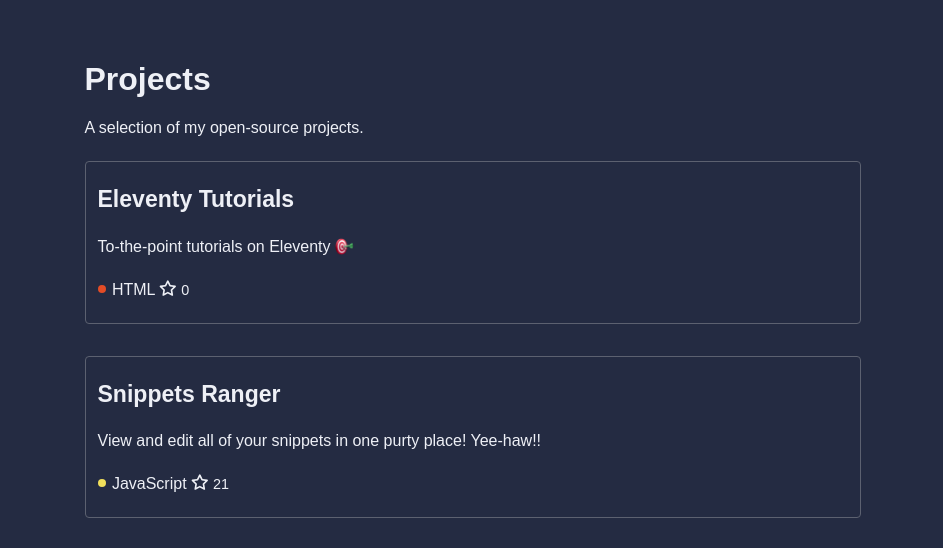 Projects
A selection of my open-source projects.
Eleventy Tutorials
To-the-point tutorials on Eleventy 🎯
HTML 0
Snippets Ranger
View and edit all of your snippets in one purty place! Yee-haw!!
JavaScript 21